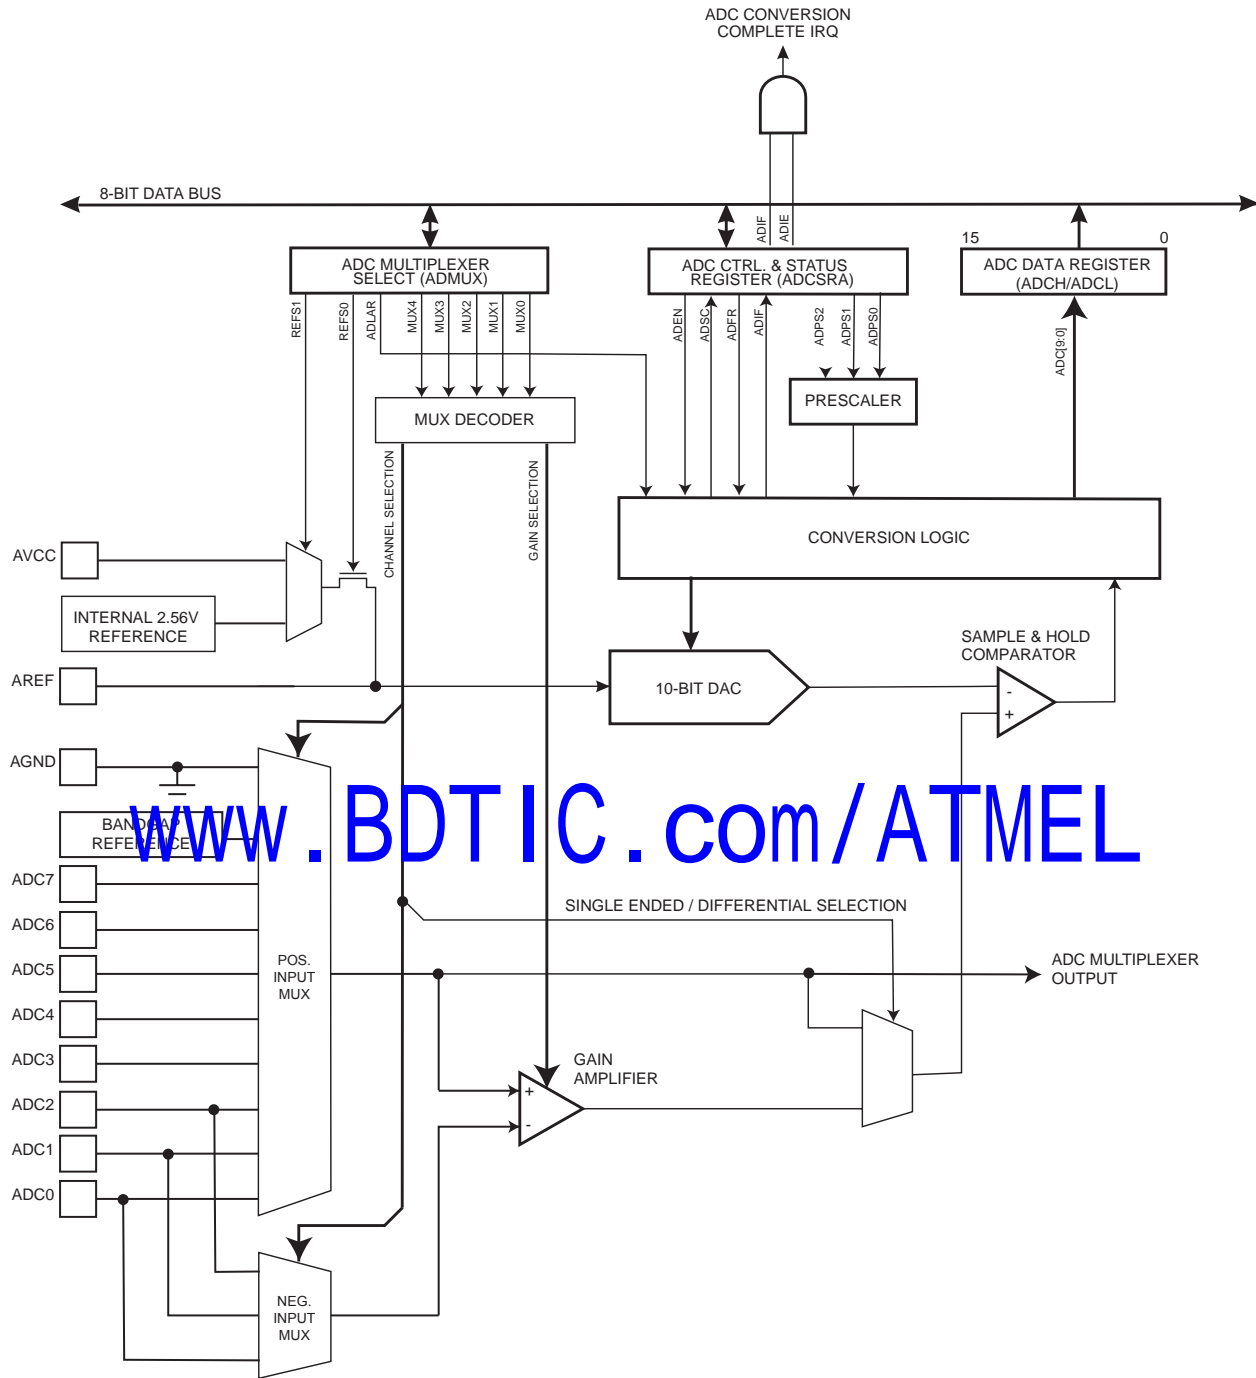 ADC CONVERSION
COMPLETE IRQ
8-BIT DATA BUS
ADIF
ADIE
15
0
ADC MULTIPLEXER
SELECT (ADMUX)
ADC CTRL. & STATUS
REGISTER (ADCSRA)
ADC DATA REGISTER
(ADCH/ADCL)
REFS1
REFS0
ADLAR
MUX4
MUX3
MUX2
MUX1
MUX0
ADEN
ADSC
ADFR
ADIF
ADPS2
ADPS1
ADPS0
ADC[9:0]
PRESCALER
MUX DECODER
CHANNEL SELECTION
GAIN SELECTION
CONVERSION LOGIC
AVCC
INTERNAL 2.56V
REFERENCE
SAMPLE & HOLD
COMPARATOR
AREF
10-BIT DAC
-
+
AGND
BANDGAP
REFERENCE
www.BDTIC.com/ATMEL
ADC7
SINGLE ENDED / DIFFERENTIAL SELECTION
ADC6
ADC5
POS.
INPUT
MUX
ADC MULTIPLEXER
OUTPUT
ADC4
ADC3
GAIN
AMPLIFIER
+
-
ADC2
ADC1
ADC0
NEG.
INPUT
MUX